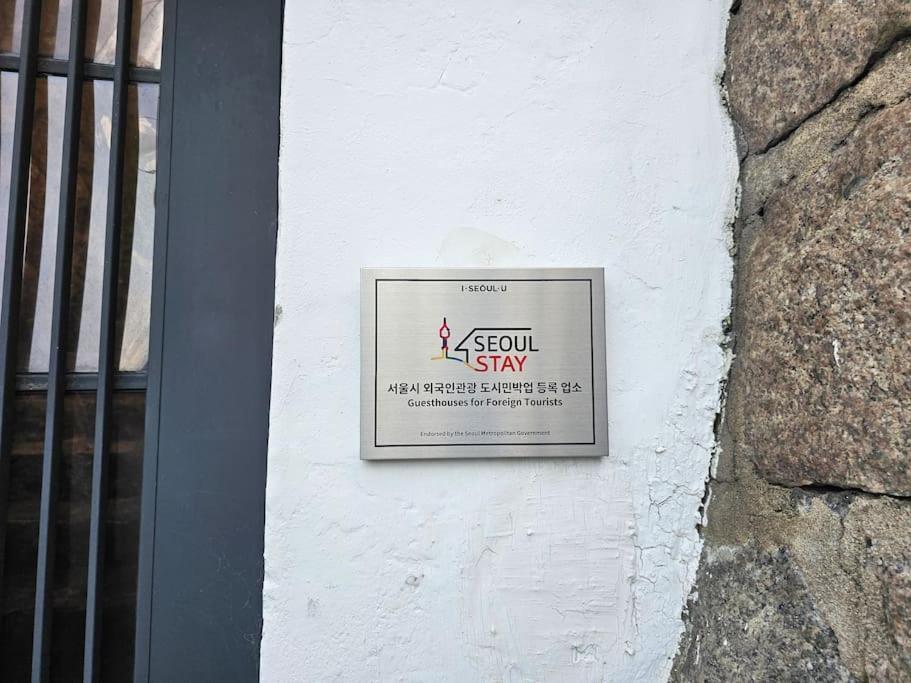 I·SEOUL·U
SEOUL
STAY
서울시 외국인관광 도시민박업 등록 업소
Guesthouses for Foreign Tourists
Endorsed by the Seoul Metropolitan Government